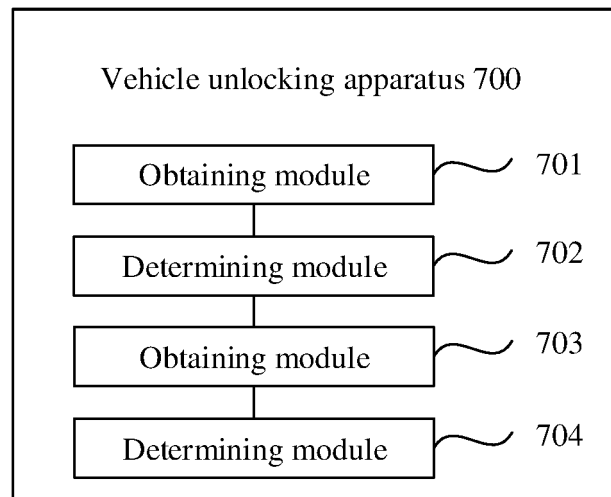 Vehicle unlocking apparatus 700
Obtaining module 701
Determining module 702
Obtaining module 703
Determining module 704